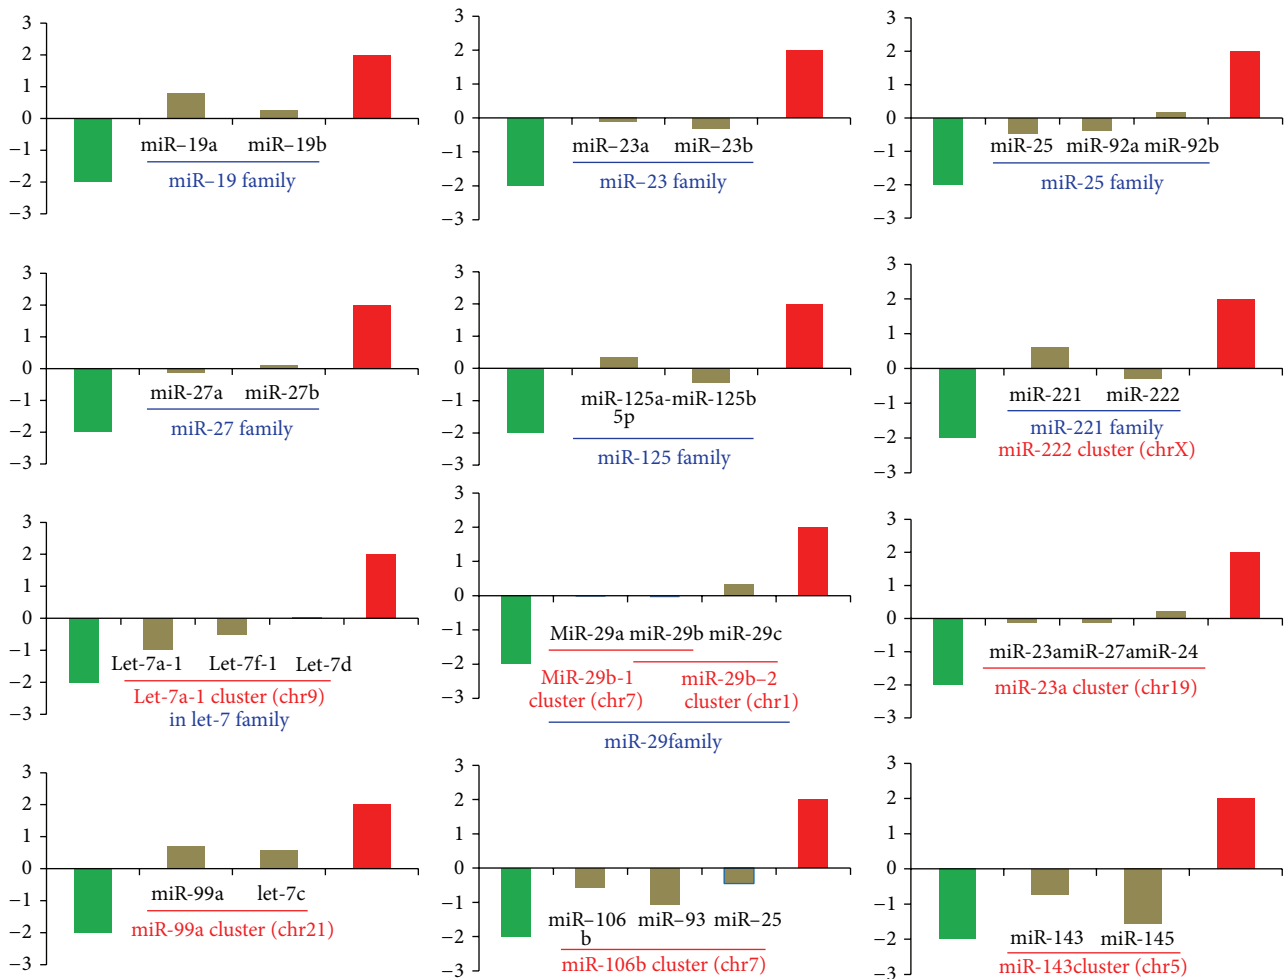 3
2
1
0
−1
−2
−3
miR–19a miR–19b
miR–19 family
3
2
1
0
−1
−2
−3
miR–23a miR–23b
miR–23 family
3
2
1
0
−1
−2
−3
miR-25 miR-92a miR-92b
miR-25 family
3
2
1
0
−1
−2
−3
miR-27a miR-27b
miR-27 family
3
2
1
0
−1
−2
−3
miR-125a-miR-125b
5p
miR-125 family
3
2
1
0
−1
−2
−3
miR-221 miR-222
miR-221 family
miR-222 cluster (chrX)
3
2
1
0
−1
−2
−3
Let-7a-1 Let-7f-1 Let-7d
Let-7a-1 cluster (chr9)
in let-7 family
3
2
1
0
−1
−2
−3
MiR-29a miR-29b miR-29c
MiR-29b-1 miR-29b–2
cluster (chr7) cluster (chr1)
miR-29family
3
2
1
0
−1
−2
−3
miR-23amiR-27amiR-24
miR-23a cluster (chr19)
3
2
1
0
−1
−2
−3
miR-99a let-7c
miR-99a cluster (chr21)
3
2
1
0
−1
−2
−3
miR–106 miR–93 miR–25
b
miR–106b cluster (chr7)
3
2
1
0
−1
−2
−3
miR-143 miR-145
miR-143cluster (chr5)